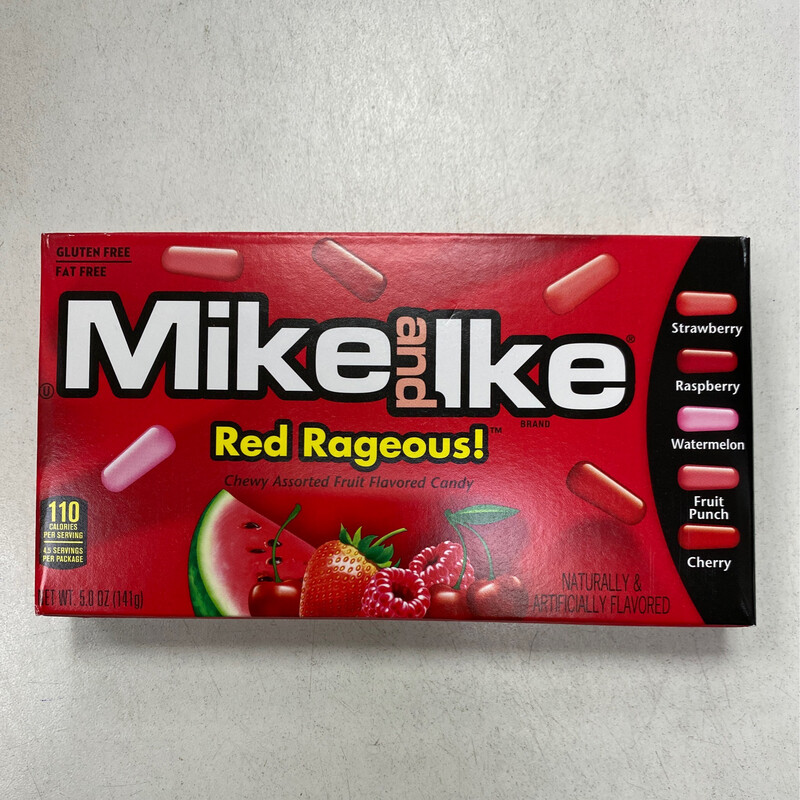 GLUTEN FREE
FAT FREE
Mike and Ike®
BRAND
U
Red Rageous!™
Chewy Assorted Fruit Flavored Candy
110
CALORIES
PER SERVING
4.5 SERVINGS
PER PACKAGE
NET WT. 5.0 OZ (141g)
NATURALLY &
ARTIFICIALLY FLAVORED
Strawberry
Raspberry
Watermelon
Fruit
Punch
Cherry